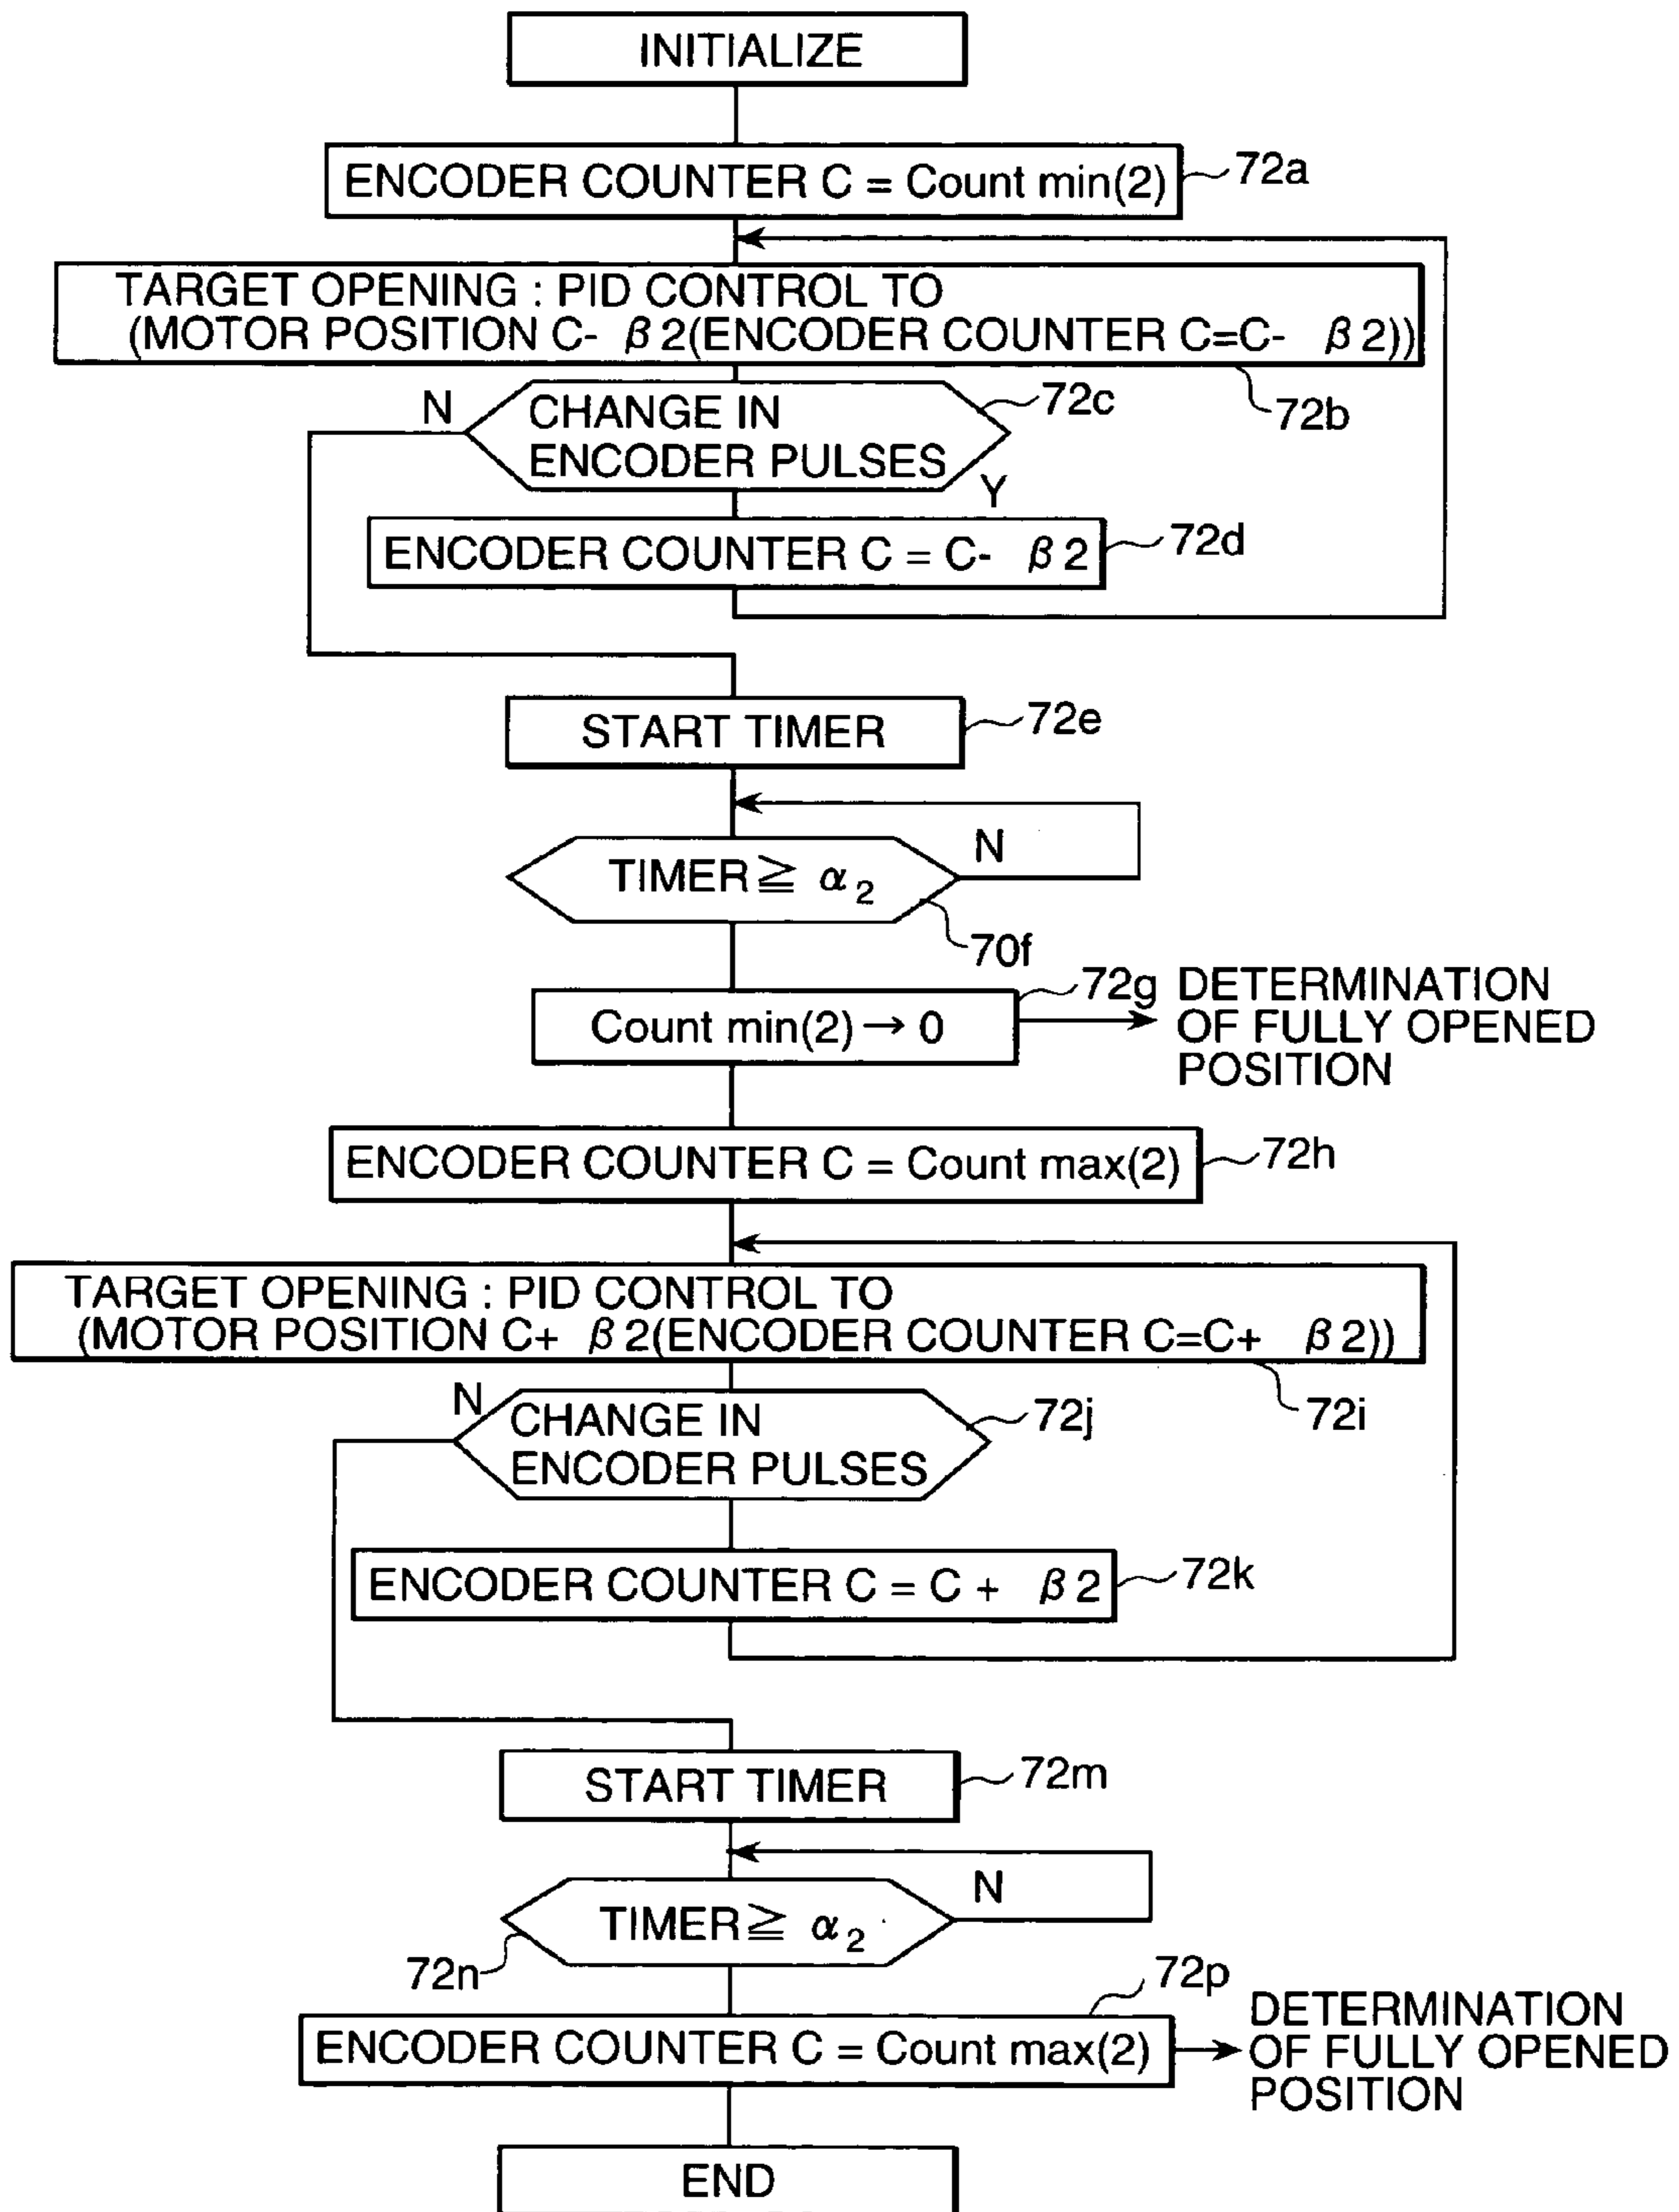 INITIALIZE
ENCODER COUNTER C = Count min(2)
72a
TARGET OPENING : PID CONTROL TO
(MOTOR POSITION C- β2(ENCODER COUNTER C=C- β2))
72b
N
CHANGE IN
ENCODER PULSES
72c
Y
ENCODER COUNTER C = C- β2
72d
START TIMER
72e
TIMER ≧ α2
N
70f
Count min(2) → 0
72g
DETERMINATION
OF FULLY OPENED
POSITION
ENCODER COUNTER C = Count max(2)
72h
TARGET OPENING : PID CONTROL TO
(MOTOR POSITION C+ β2(ENCODER COUNTER C=C+ β2))
72i
N
CHANGE IN
ENCODER PULSES
72j
ENCODER COUNTER C = C + β2
72k
START TIMER
72m
TIMER ≧ α2
N
72n
ENCODER COUNTER C = Count max(2)
72p
DETERMINATION
OF FULLY OPENED
POSITION
END